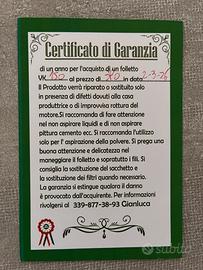 Certificato di Garanzia
di un anno per l'acquisto di un folletto
VK 150 al prezzo di in data 2-3-26
Il Prodotto verrà riparato o sostituito solo
in presenza di difetti dovuti alla casa
produttrice o di improvvisa rottura del
motore.Si raccomanda di fare attenzione
nel non aspirare liquidi e di non aspirare
pittura cemento ecc. Si raccomanda l'utilizzo
solo per l' aspirazione della polvere. Si prega una
buona attenzione e delicatezza nel
maneggiare il folletto e sopratutto i fili. Si
consiglia la sostituzione del sacchetto e
la sostituzione dei filtri quando necessario.
La garanzia si estingue qualora il danno
è provocato dall'acquirente. Per informazioni
rivolgersi al 339-877-38-93 Gianluca
subito